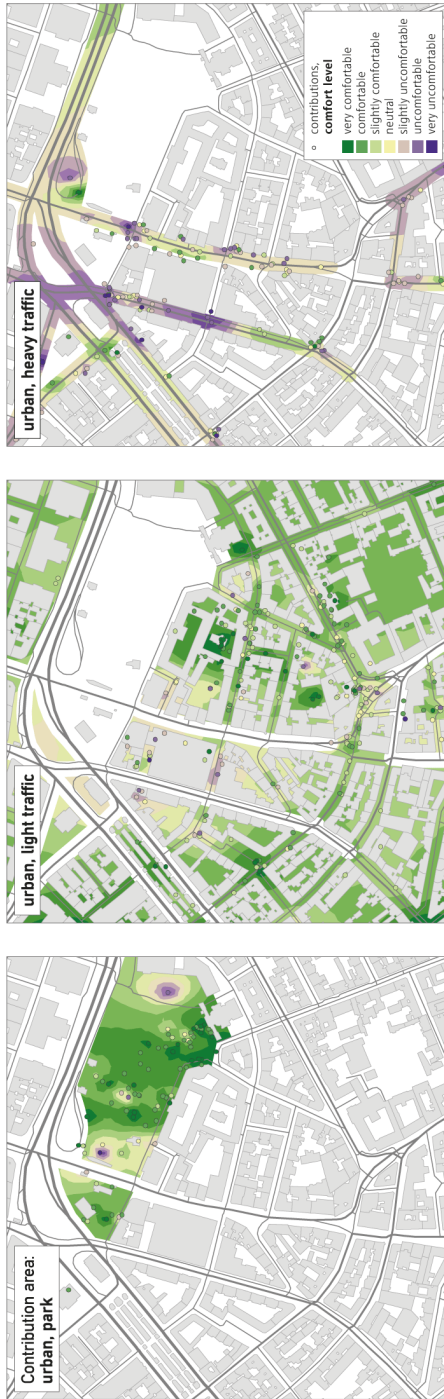 Contribution area:
urban, park
urban, light traffic
urban, heavy traffic
contributions,
comfort level
very comfortable
comfortable
slightly comfortable
neutral
slightly uncomfortable
uncomfortable
very uncomfortable